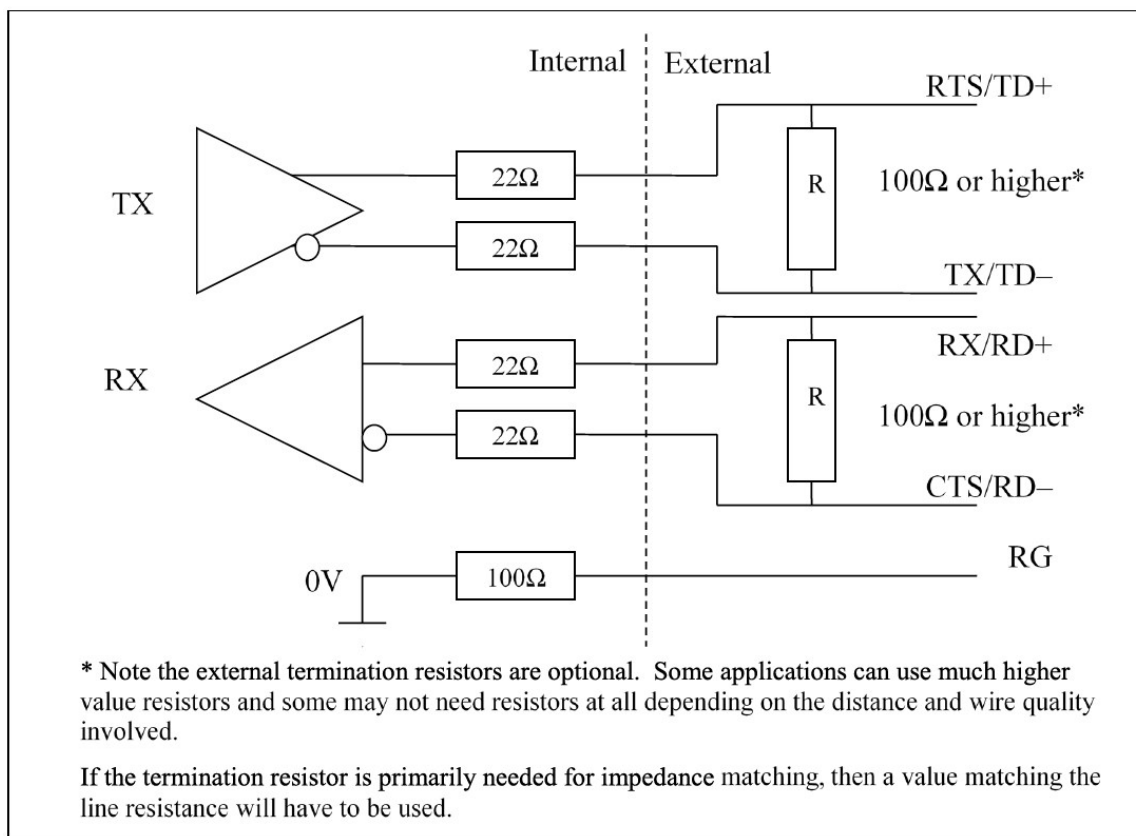 Internal External
RTS/TD+
22Ω
R 100Ω or higher*
TX
22Ω
TX/TD–
RX/RD+
22Ω
RX
R 100Ω or higher*
22Ω
CTS/RD–
RG
0V 100Ω
* Note the external termination resistors are optional.  Some applications can use much higher
value resistors and some may not need resistors at all depending on the distance and wire quality
involved.
If the termination resistor is primarily needed for impedance matching, then a value matching the
line resistance will have to be used.